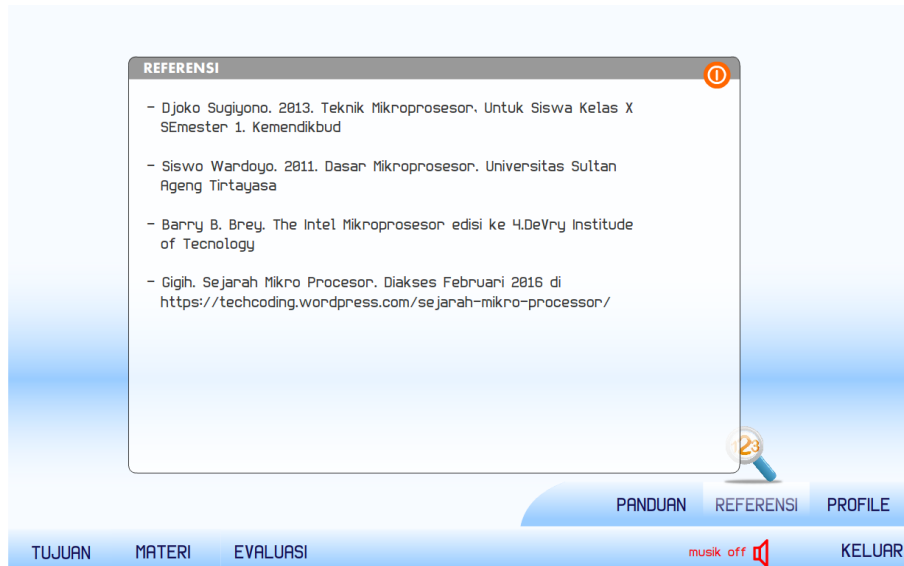 REFERENSI
- Djoko Sugiyono. 2013. Teknik Mikroprosesor, Untuk Siswa Kelas X
SEmester 1. Kemendikbud
- Siswo Wardoyo. 2011. Dasar Mikroprosesor. Universitas Sultan
Ageng Tirtayasa
- Barry B. Brey. The Intel Mikroprosesor edisi ke 4.DeVry Institude
of Tecnology
- Gigih. Sejarah Mikro Procesor. Diakses Februari 2016 di
https://techcoding.wordpress.com/sejarah-mikro-processor/
123
PANDUAN REFERENSI PROFILE
TUJUAN MATERI EVALUASI musik off KELUAR